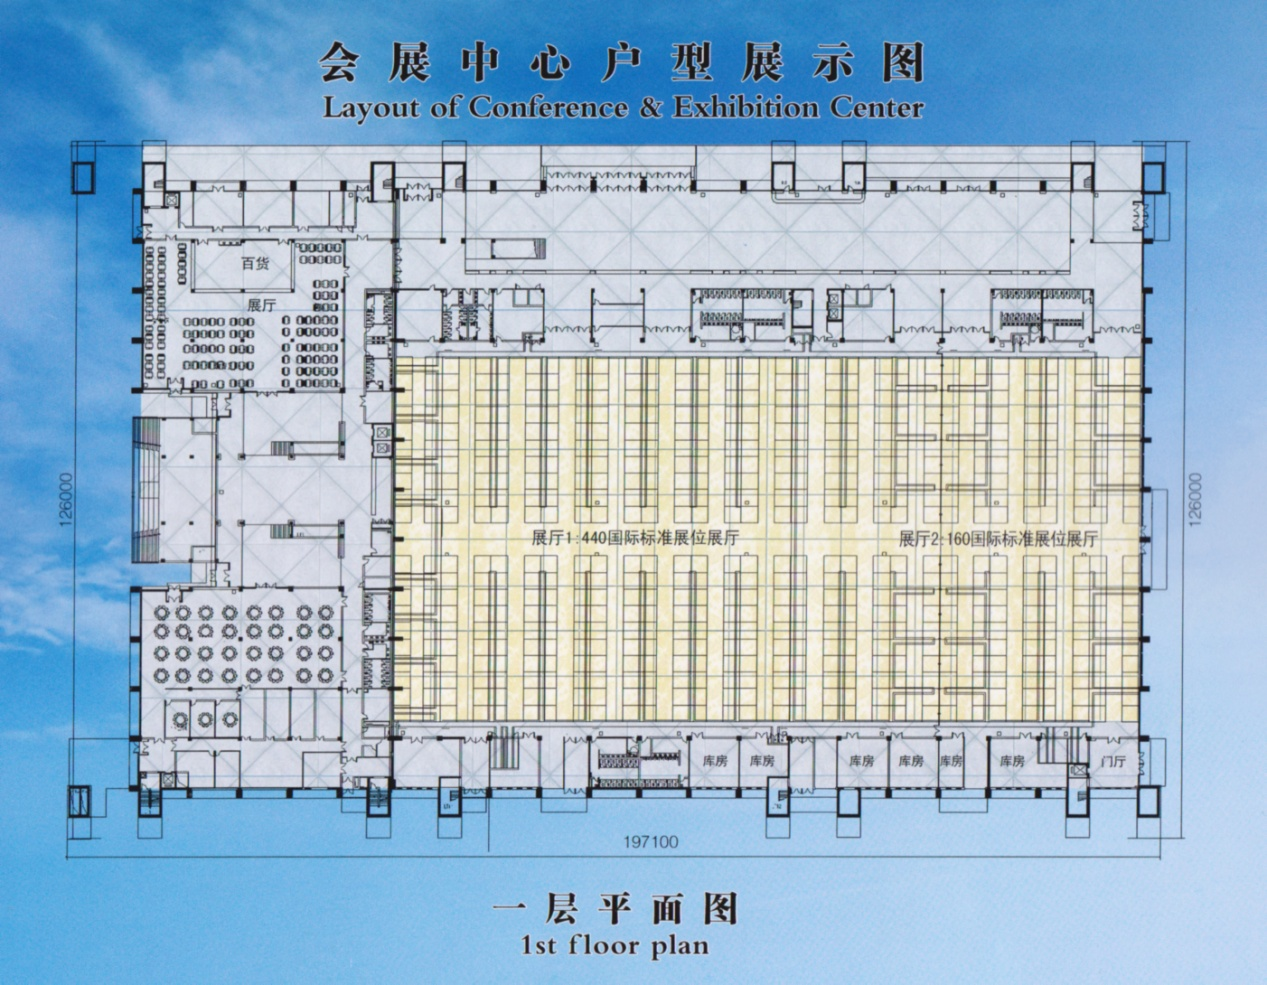 会展中心户型展示图
Layout of Conference & Exhibition Center
百货
展厅
126000
126000
展厅1:440国际标准展位展厅
展厅2:160国际标准展位展厅
库房
库房
库房
库房
库房
库房
门厅
197100
一层平面图
1st floor plan